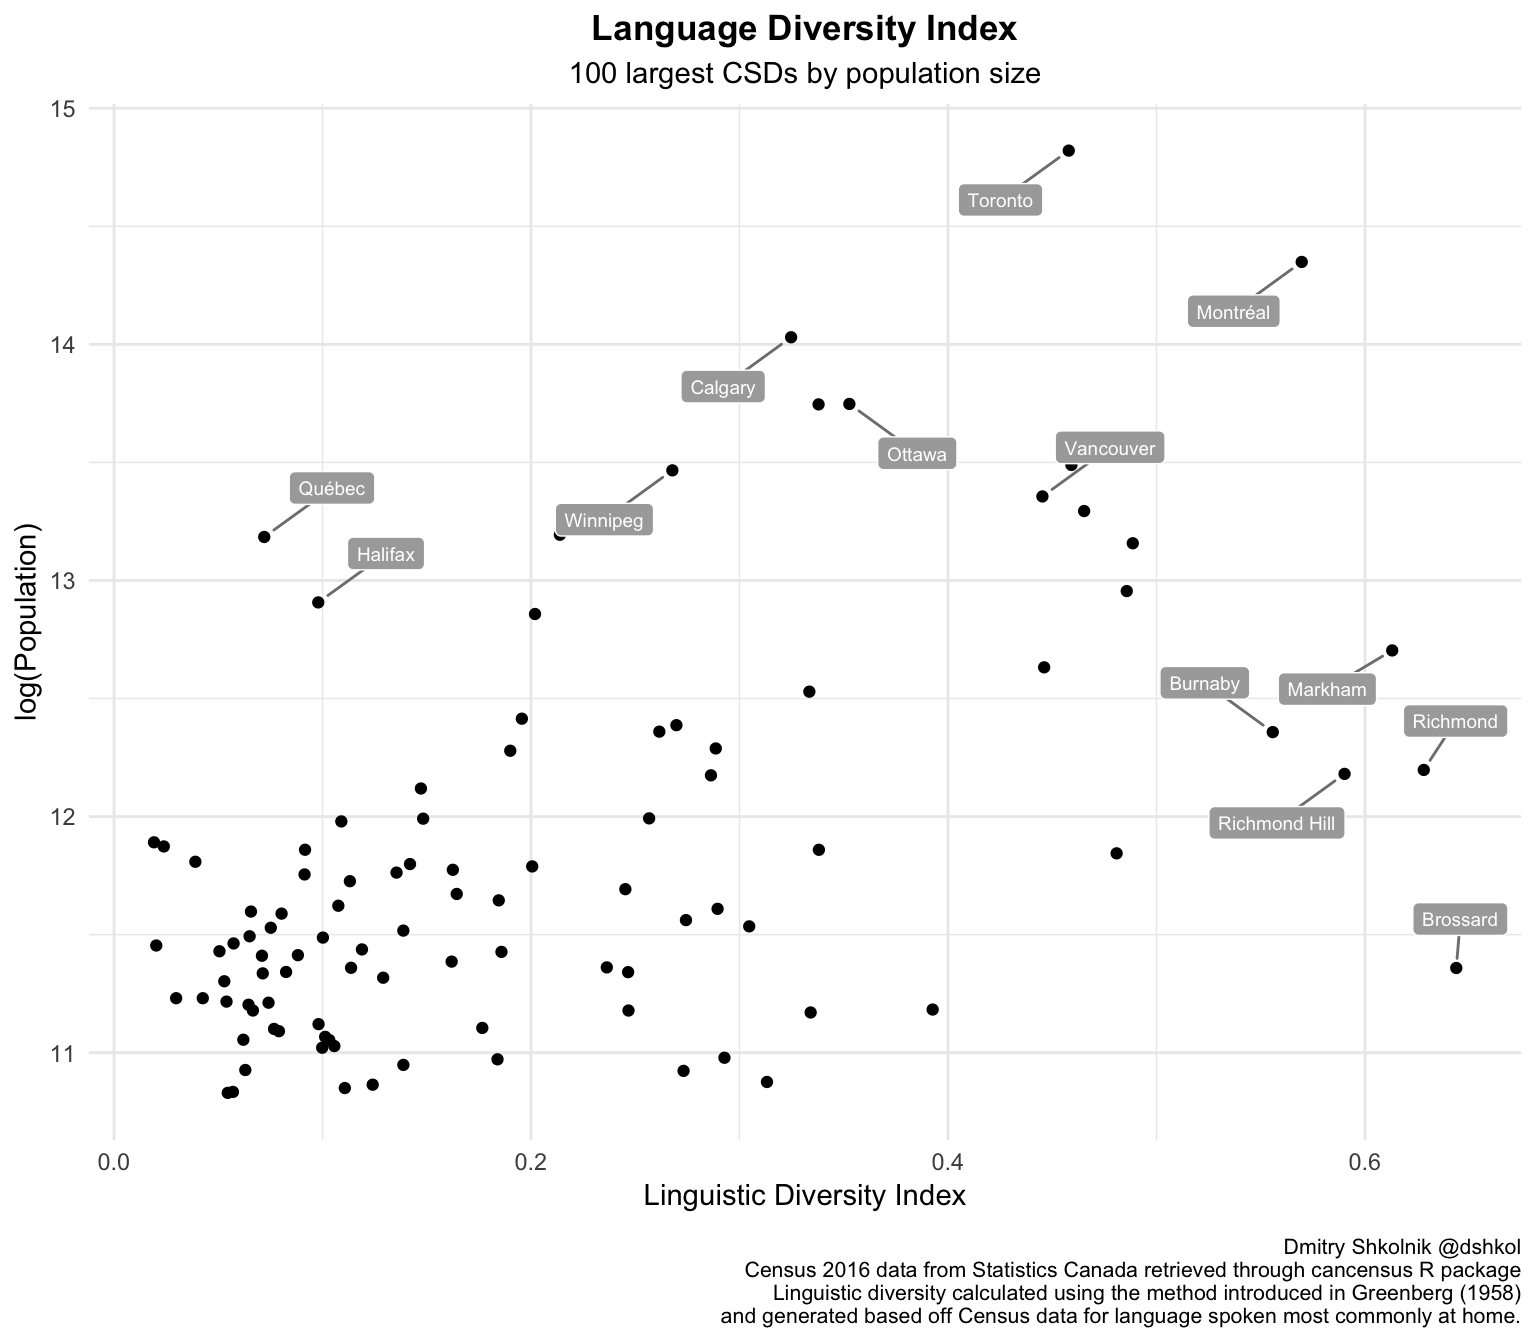 Language Diversity Index
100 largest CSDs by population size
15
Toronto
Montréal
14
Calgary
Ottawa
Vancouver
Québec
Winnipeg
Halifax
13
log(Population)
Burnaby
Markham
Richmond
12
Richmond Hill
Brossard
11
0.0
0.2
0.4
0.6
Linguistic Diversity Index
Dmitry Shkolnik @dshkol
Census 2016 data from Statistics Canada retrieved through cancensus R package
Linguistic diversity calculated using the method introduced in Greenberg (1958)
and generated based off Census data for language spoken most commonly at home.